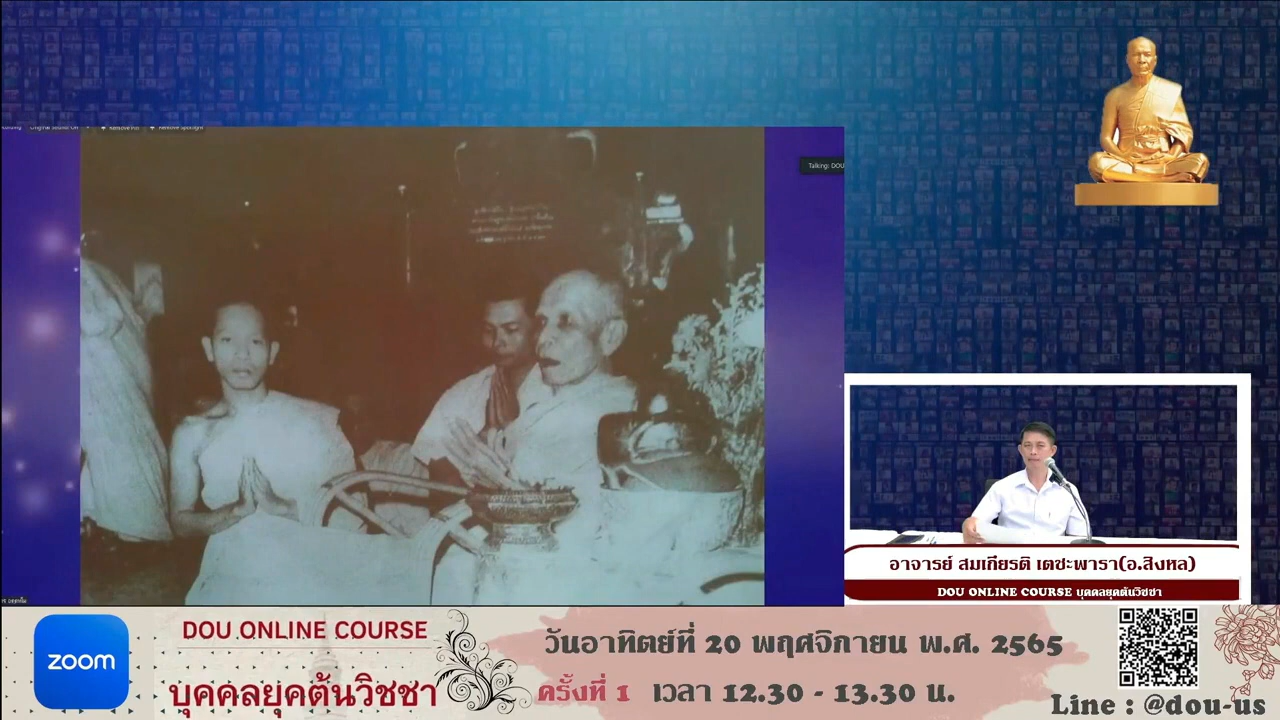 Talking: DOU
อาจารย์ สมเกียรติ เตชะพารา(อ.สิงหล)
DOU ONLINE COURSE บุคคลยุคต้นวิชชา
zoom
DOU ONLINE COURSE
บุคคลยุคต้นวิชชา
วันอาทิตย์ที่ 20 พฤศจิกายน พ.ศ. 2565
ครั้งที่ 1 เวลา 12.30 - 13.30 น.
Line : @dou-us